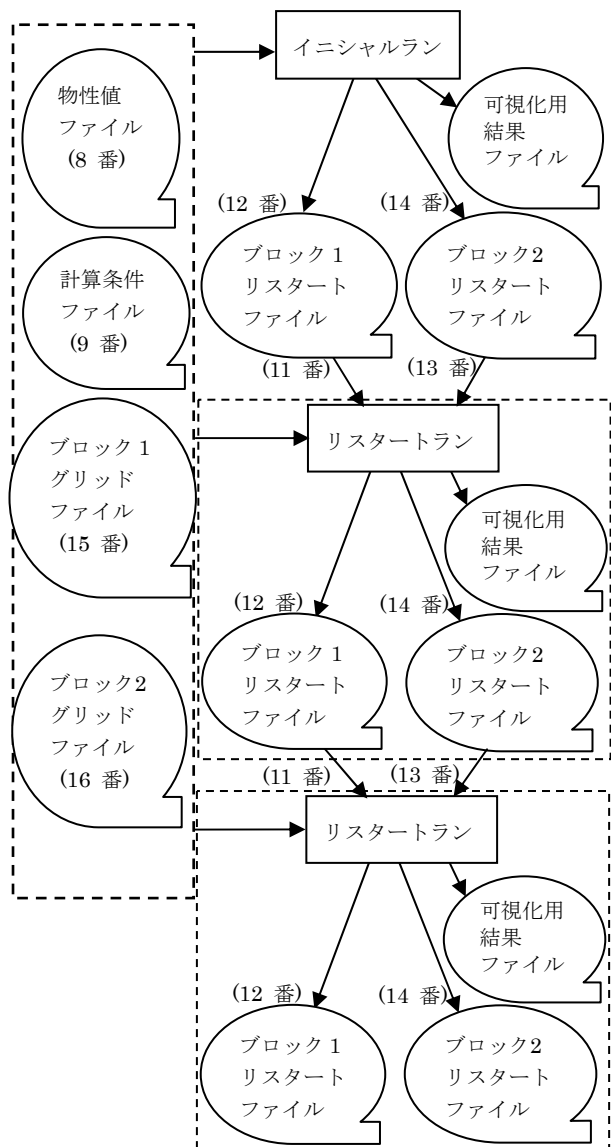 イニシャルラン
物性値
ファイル
(8 番)
可視化用
結果
ファイル
(12 番)
(14 番)
計算条件
ファイル
(9 番)
ブロック 1
リスタート
ファイル
ブロック2
リスタート
ファイル
(11 番)
(13 番)
リスタートラン
ブロック 1
グリッド
ファイル
(15 番)
可視化用
結果
ファイル
(12 番)
(14 番)
ブロック 1
リスタート
ファイル
ブロック2
リスタート
ファイル
ブロック2
グリッド
ファイル
(16 番)
(11 番)
(13 番)
リスタートラン
可視化用
結果
ファイル
(12 番)
(14 番)
ブロック 1
リスタート
ファイル
ブロック2
リスタート
ファイル